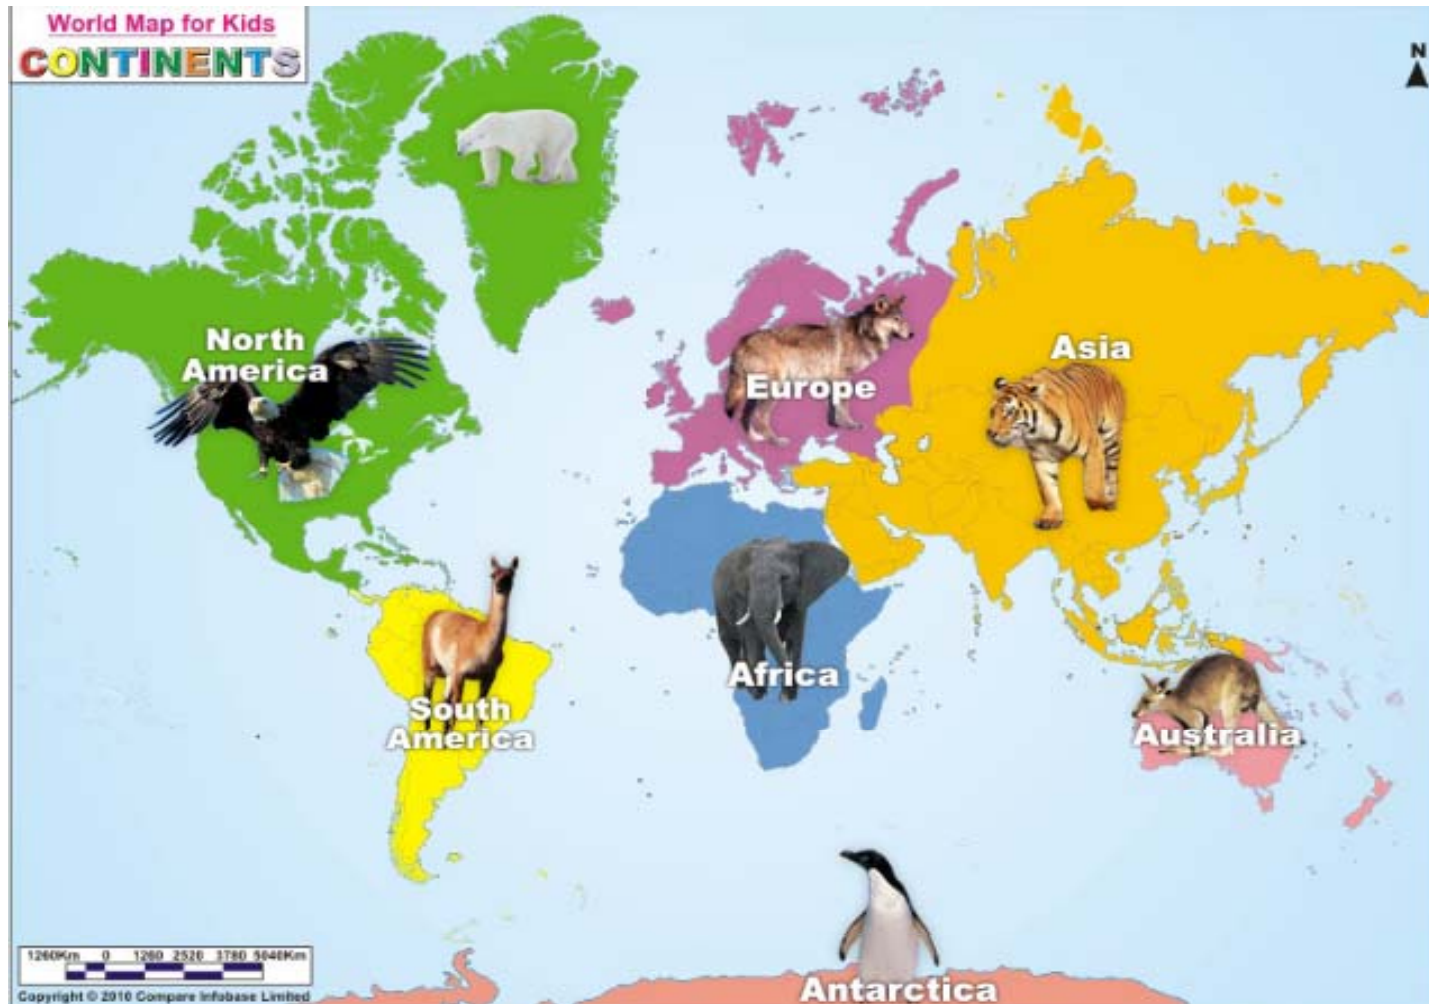 World Map for Kids
CONTINENTS
N
North
America
Europe
Asia
Africa
South
America
Australia
Antarctica
1260Km 0 1260 2520 3780 5040Km
Copyright © 2010 Compare Infobase Limited